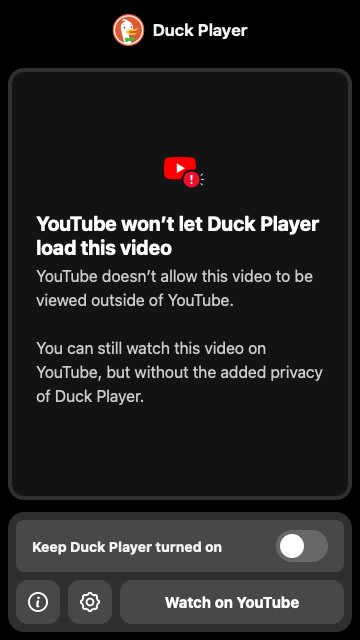 Duck Player
YouTube won’t let Duck Player
load this video
YouTube doesn’t allow this video to be
viewed outside of YouTube.
You can still watch this video on
YouTube, but without the added privacy
of Duck Player.
Keep Duck Player turned on
Watch on YouTube